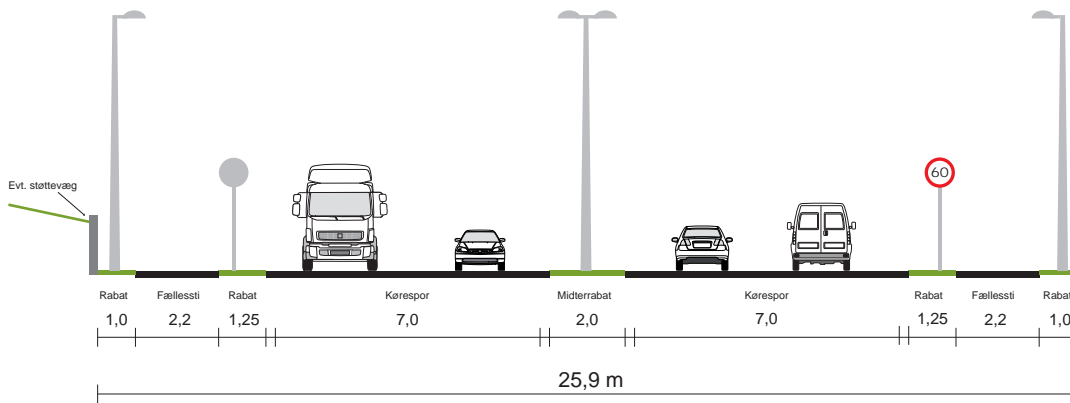 Evt. støttevæg
60
Rabat Fællessti Rabat Kørespor Midterrabat Kørespor Rabat Fællessti Rabat
1,0 2,2 1,25 7,0 2,0 7,0 1,25 2,2 1,0
25,9 m